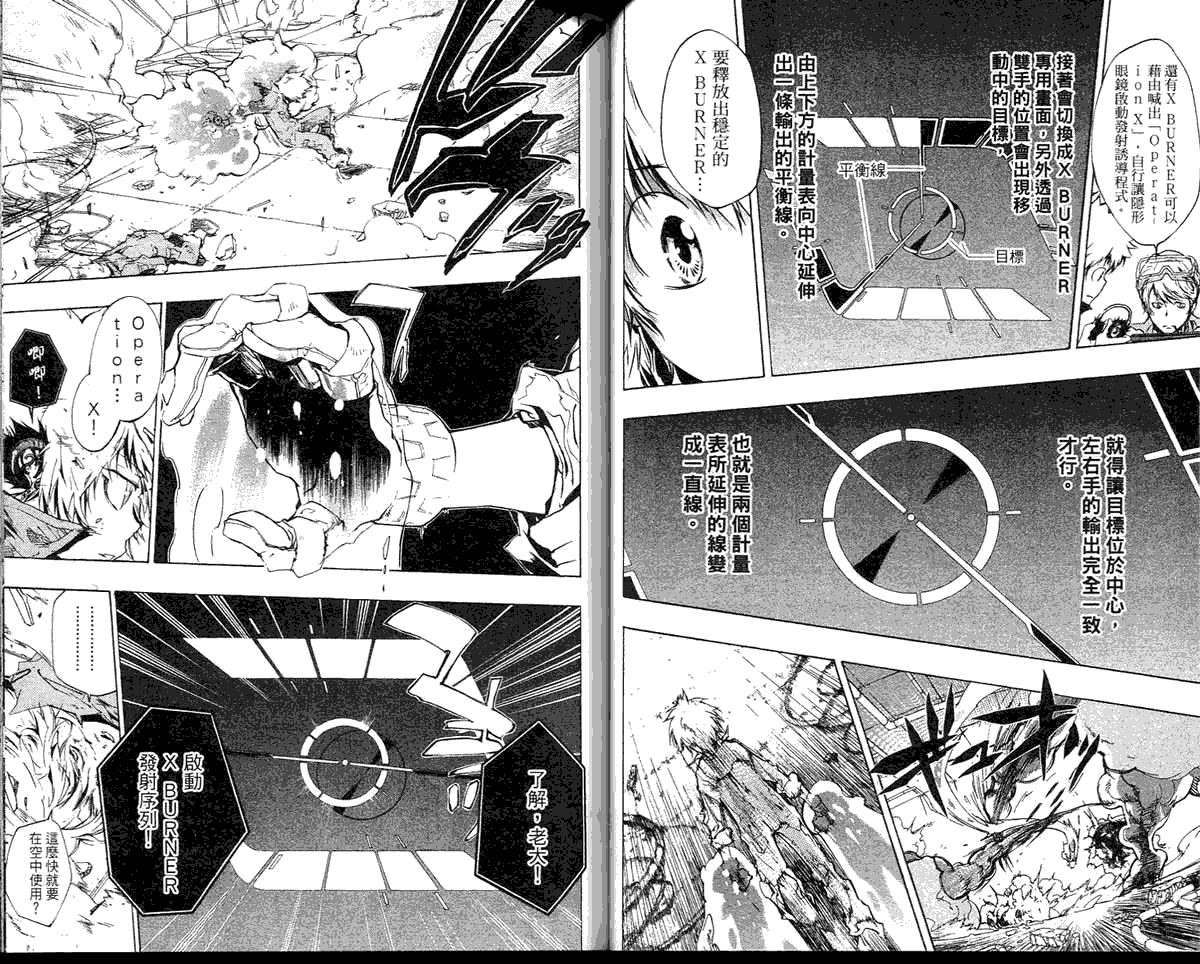 還有X BURNER可以
藉由喊出「Operat
ionX」，自行讓隱形
眼鏡啟動發射誘導程式。
接著會切換成X BURNER
專用畫面，另外透過
雙手的位置會出現移
動中的目標，
平衡線
目標
由上下方的計量表向中心延伸
出一條輸出的平衡線。
要釋放出穩定的
X BURNER…
就得讓目標位於中心，
左右手的輸出完全一致
才行。
也就是兩個計量
表所延伸的線變
成一直線。
ギュオッ
Opera
tion…
X！
唧唧！
了解，老大！
啟動
X BURNER
發射序列！
…………
這麼快就要
在空中使用？